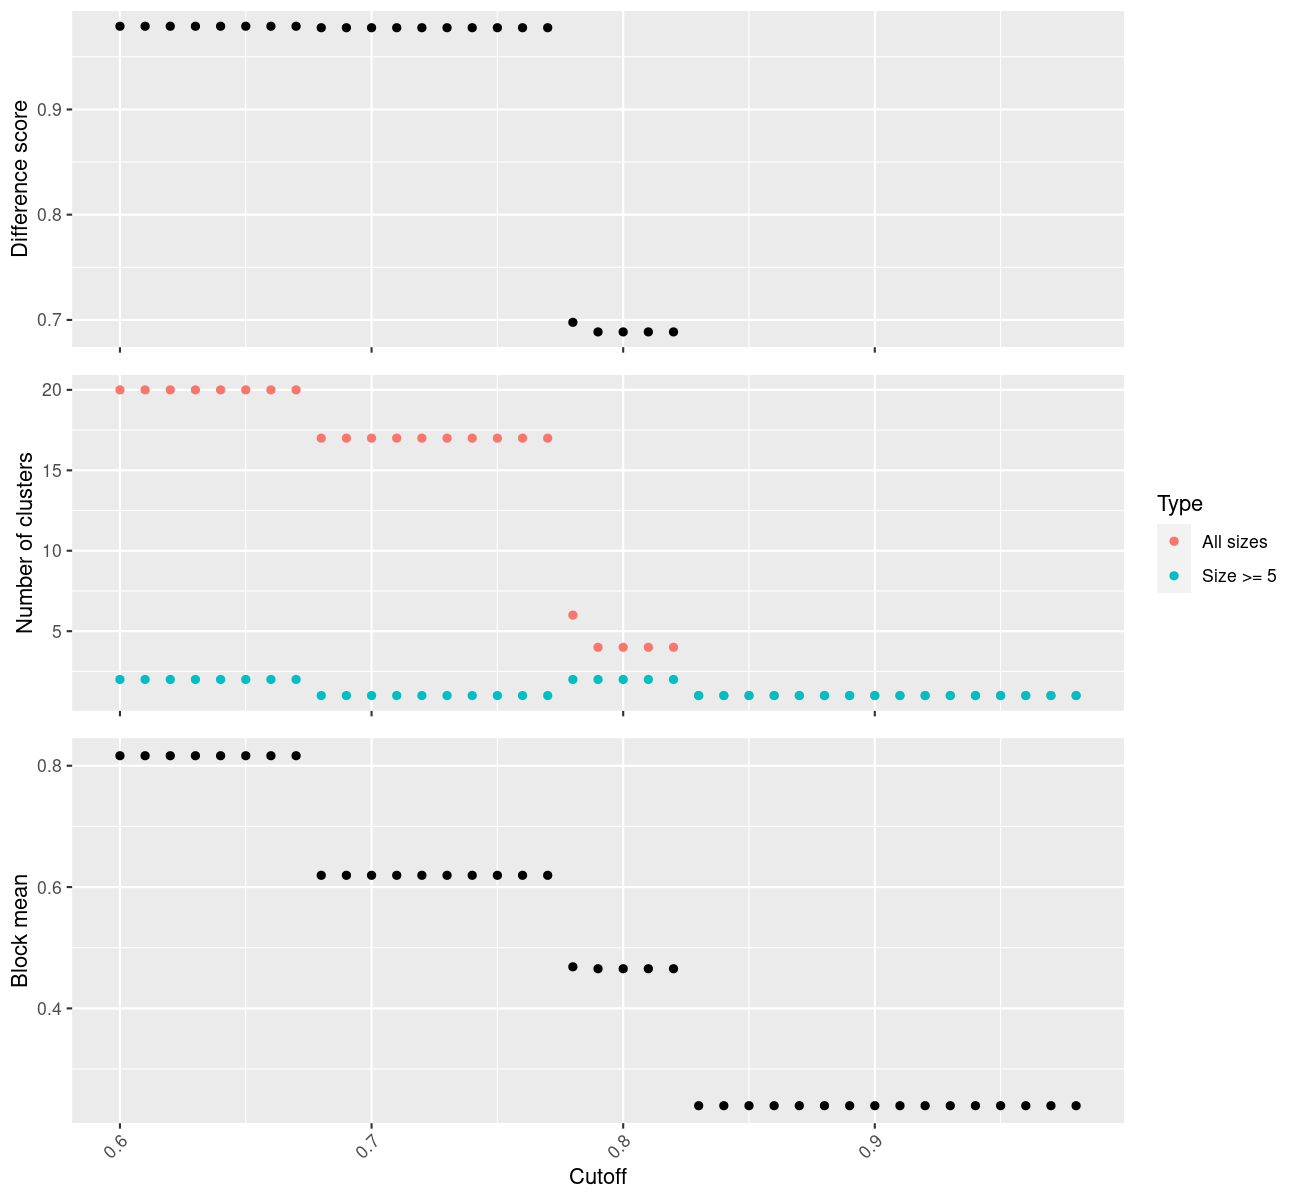 Difference score
0.9
0.8
0.7
Number of clusters
20
15
10
5
Type
All sizes
Size >= 5
Block mean
0.8
0.6
0.4
0.6
0.7
0.8
0.9
Cutoff